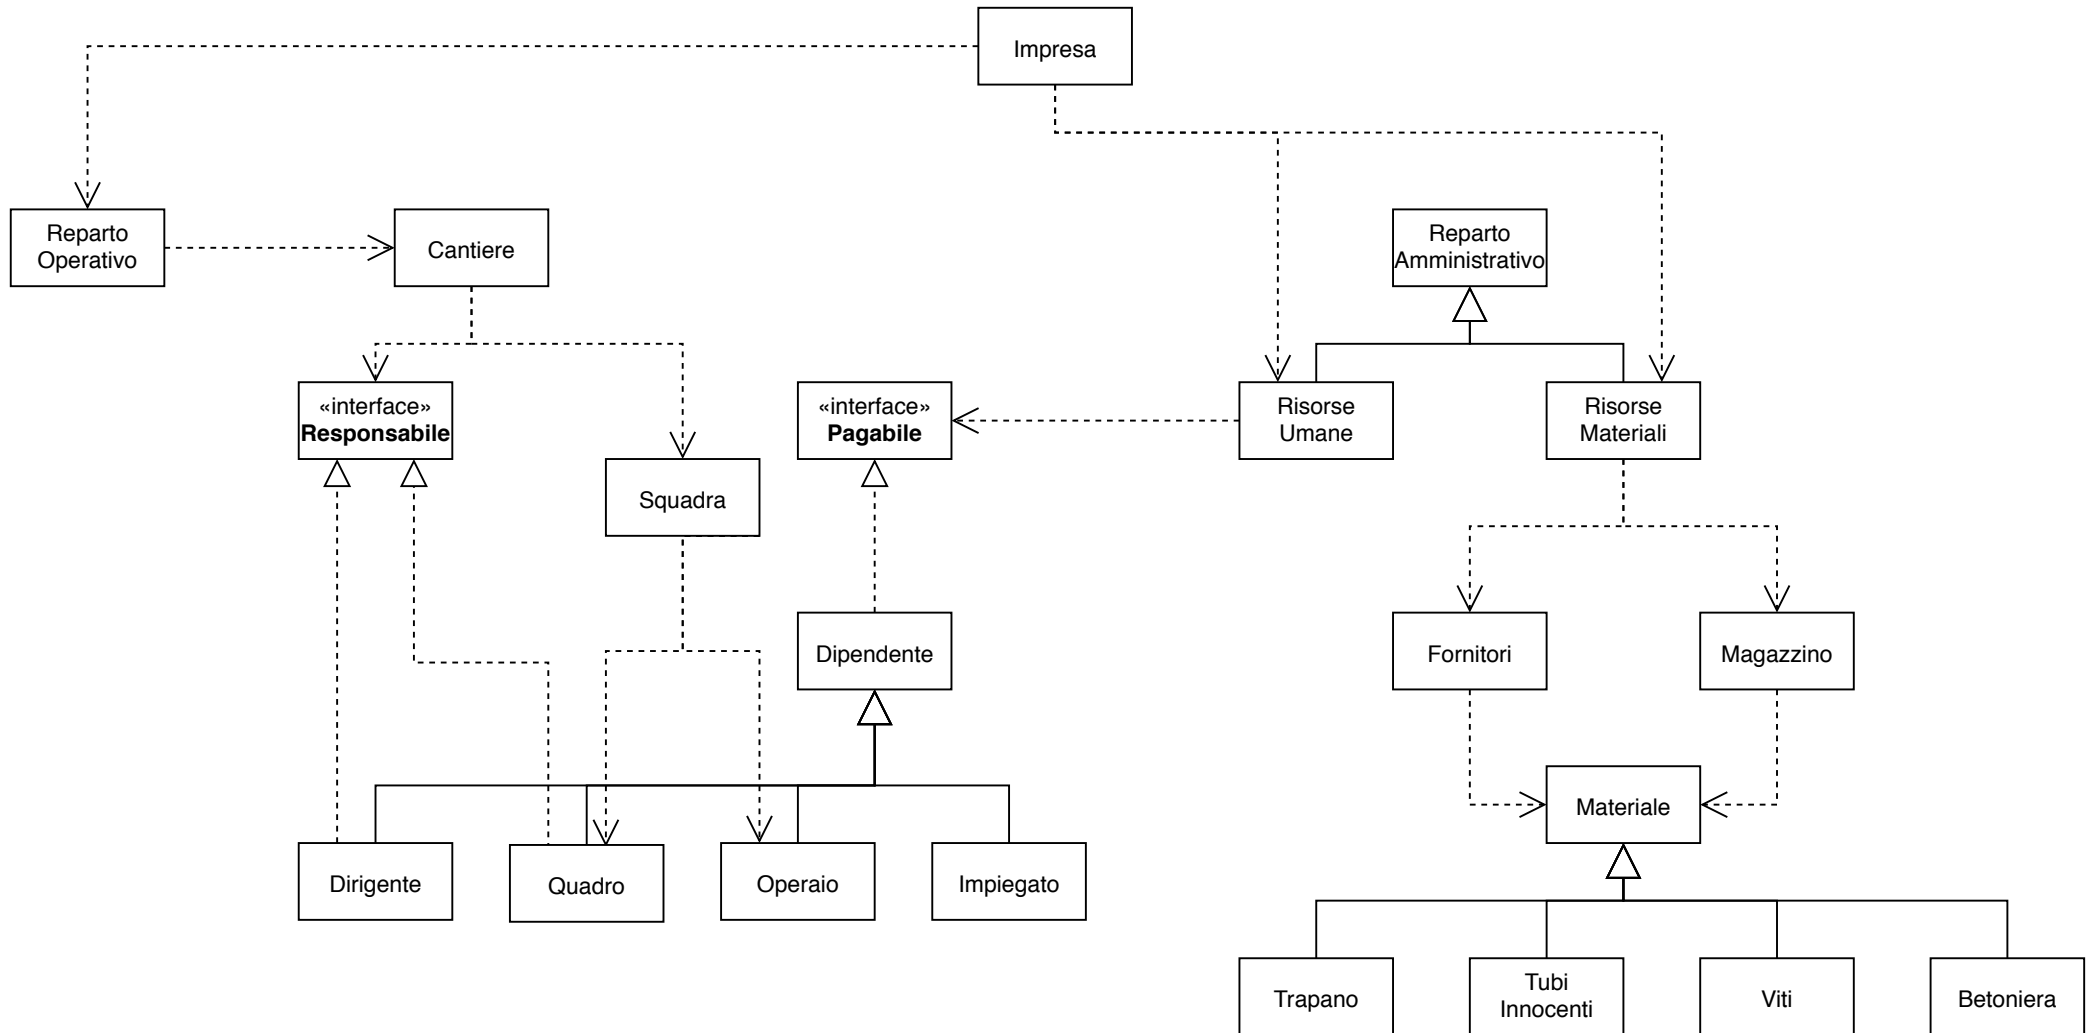 Impresa
Reparto
Operativo
Cantiere
Reparto
Amministrativo
«interface»
Responsabile
«interface»
Pagabile
Risorse
Umane
Risorse
Materiali
Squadra
Dipendente
Fornitori
Magazzino
Materiale
Dirigente
Quadro
Operaio
Impiegato
Trapano
Tubi
Innocenti
Viti
Betoniera